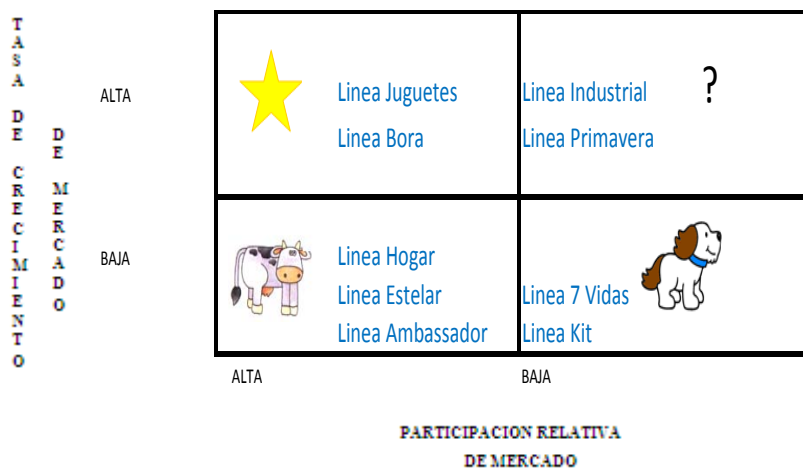 TASA DE CRECIMIENTO
DE MERCADO
ALTA
Linea Juguetes
Linea Bora
Linea Industrial
?
Linea Primavera
BAJA
Linea Hogar
Linea Estelar
Linea Ambassador
Linea 7 Vidas
Linea Kit
ALTA
BAJA
PARTICIPACION RELATIVA
DE MERCADO